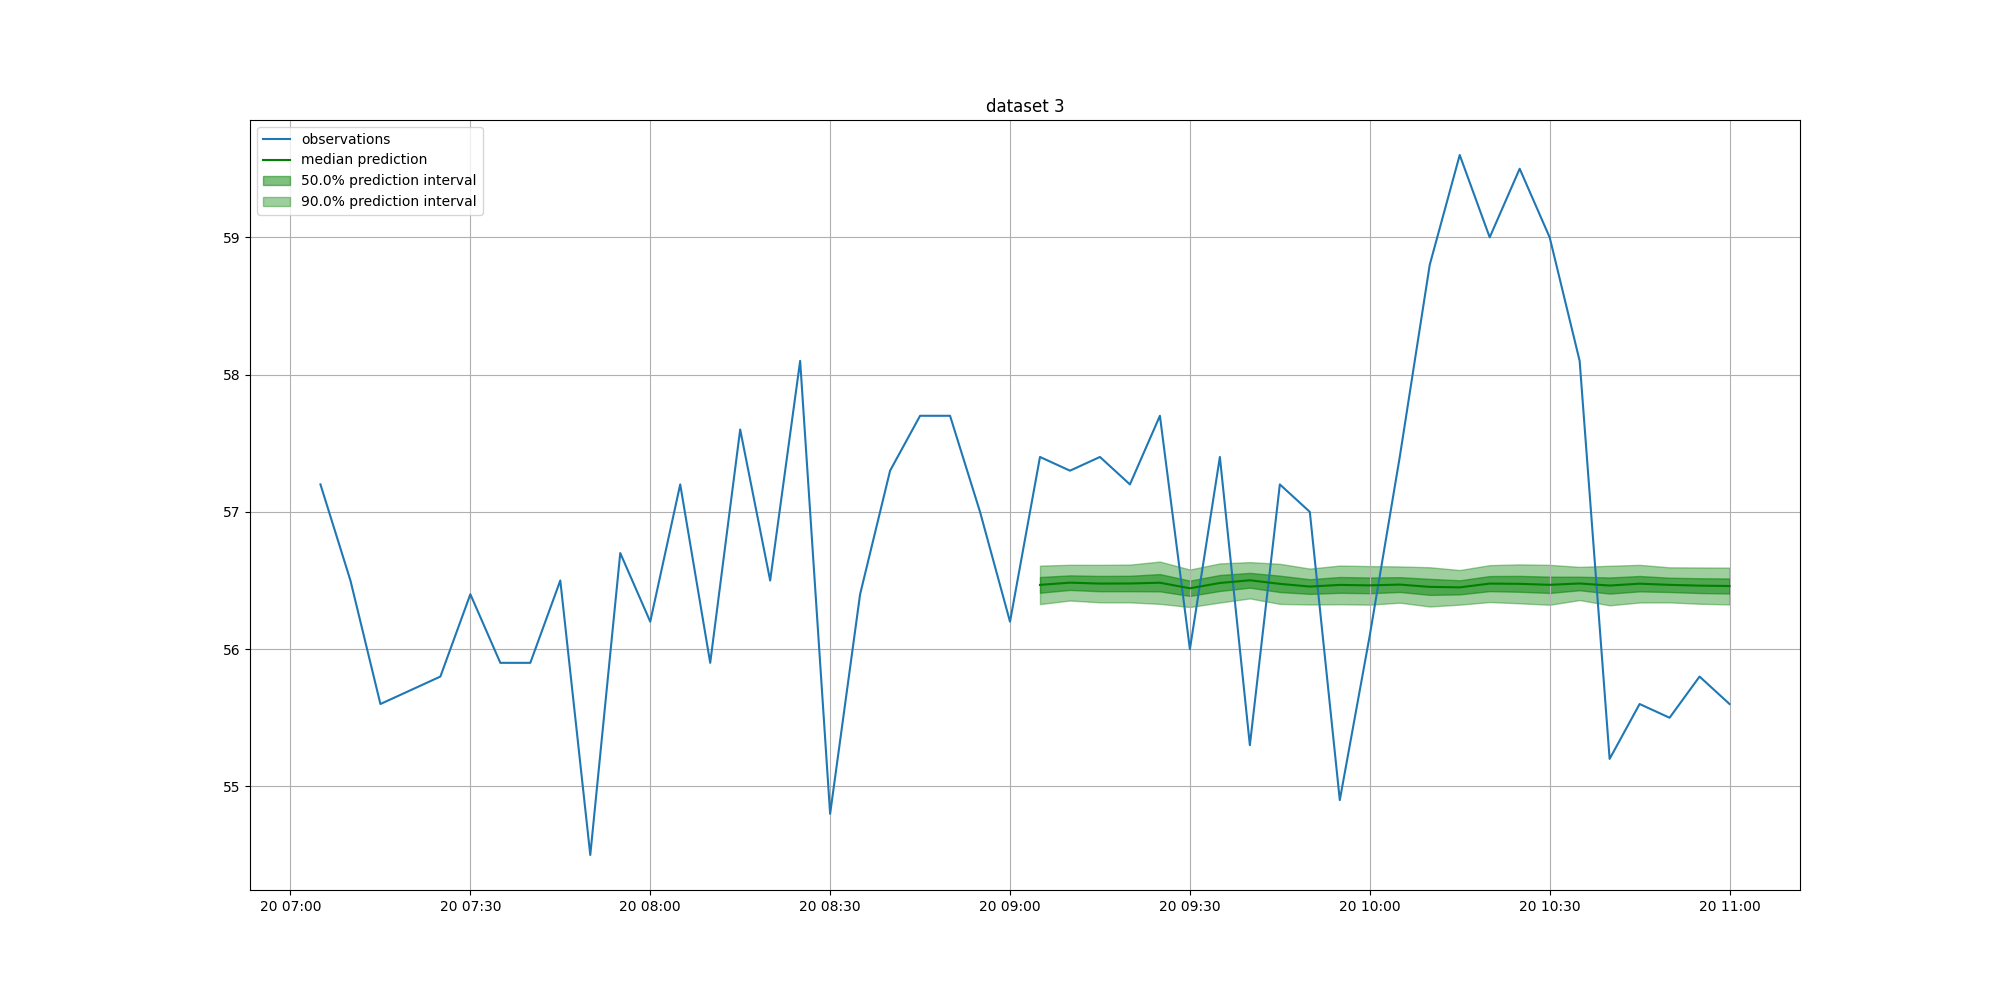 dataset 3
observations
median prediction
50.0% prediction interval
90.0% prediction interval
59
58
57
56
55
20 07:00 20 07:30 20 08:00 20 08:30 20 09:00 20 09:30 20 10:00 20 10:30 20 11:00